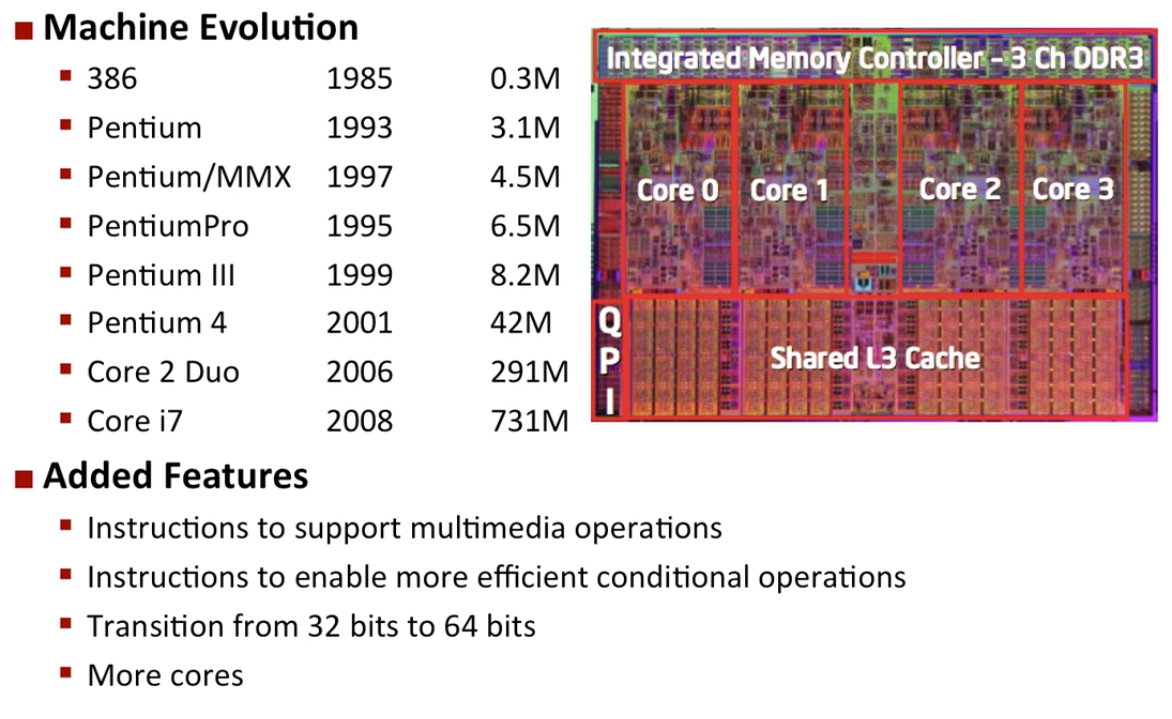 Machine Evolution
386 1985 0.3M
Pentium 1993 3.1M
Pentium/MMX 1997 4.5M
PentiumPro 1995 6.5M
Pentium III 1999 8.2M
Pentium 4 2001 42M
Core 2 Duo 2006 291M
Core i7 2008 731M
Integrated Memory Controller - 3 Ch DDR3
Core 0 Core 1 Core 2 Core 3
QPI
Shared L3 Cache
Added Features
Instructions to support multimedia operations
Instructions to enable more efficient conditional operations
Transition from 32 bits to 64 bits
More cores